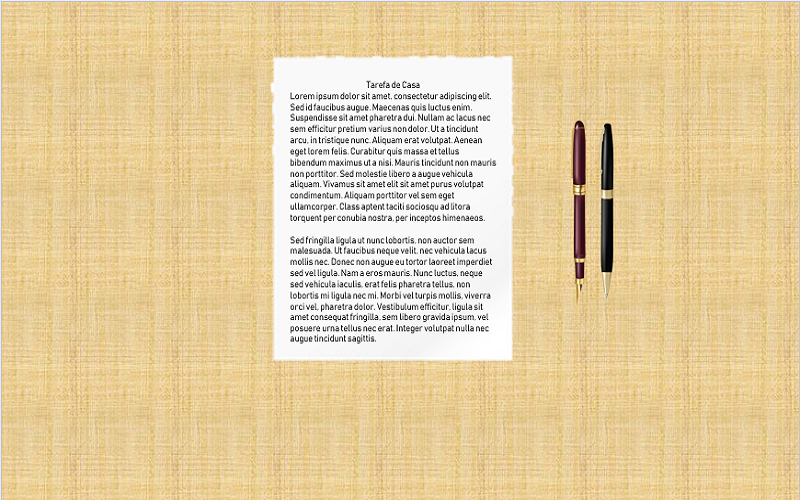 Tarefa de Casa
Lorem ipsum dolor sit amet, consectetur adipiscing elit.
Sed id faucibus augue. Maecenas quis luctus enim.
Suspendisse sit amet pharetra dui. Nullam ac lacus nec
sem efficitur pretium varius non dolor. Ut a tincidunt
arcu, in tristique nunc. Aliquam erat volutpat. Aenean
eget lorem felis. Curabitur quis massa et tellus
bibendum maximus ut a nisi. Mauris tincidunt non mauris
non porttitor. Sed molestie libero a augue vehicula
aliquam. Vivamus sit amet elit sit amet purus volutpat
condimentum. Aliquam porttitor vel sem eget
ullamcorper. Class aptent taciti sociosqu ad litora
torquent per conubia nostra, per inceptos himenaeos.
Sed fringilla ligula ut nunc lobortis, non auctor sem
malesuada. Ut faucibus neque velit, nec vehicula lacus
mollis nec. Donec non augue eu tortor laoreet imperdiet
sed vel ligula. Nam a eros mauris. Nunc luctus, neque
sed vehicula iaculis, erat felis pharetra tellus, non
lobortis mi ligula nec mi. Morbi vel turpis mollis, viverra
orci vel, pharetra dolor. Vestibulum efficitur, ligula sit
amet consequat fringilla, sem libero gravida ipsum, vel
posuere urna tellus nec erat. Integer volutpat nulla nec
augue tincidunt sagittis.